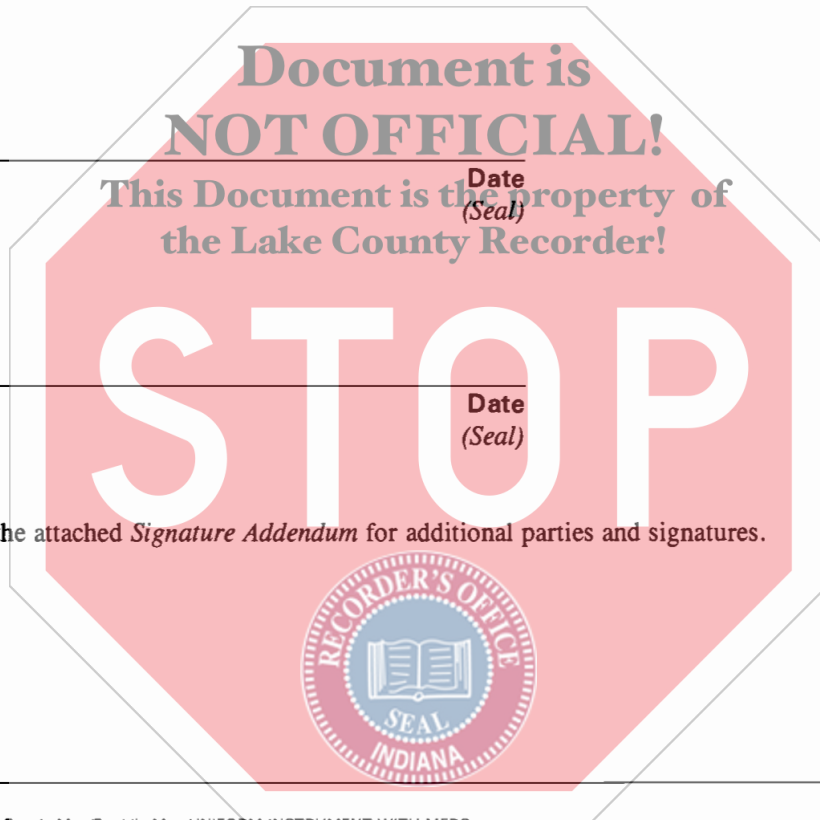 Document is
NOT OFFICIAL!
Date
This Document is the property of
(Seal)
the Lake County Recorder!
STOP
Date
(Seal)
he attached Signature Addendum for additional parties and signatures.
RECORDER'S OFFICE
SEAL
INDIANA